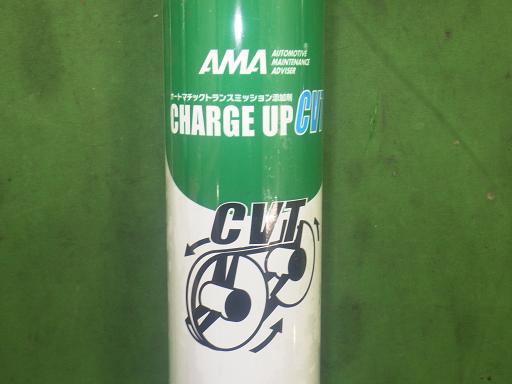 AMA AUTOMOTIVE
MAINTENANCE
ADVISER
®
オートマチックトランスミッション添加剤
CHARGE UP CVT
CVT